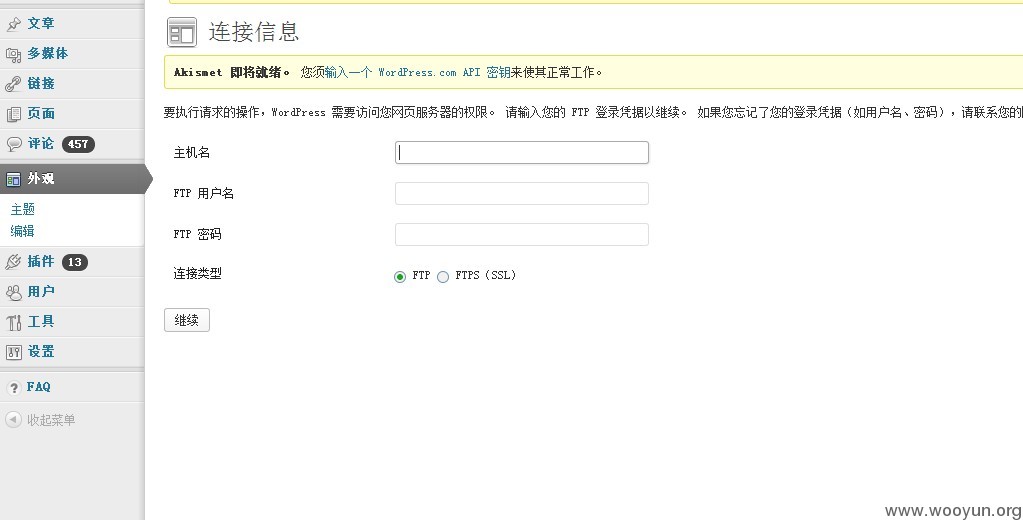 文章
多媒体
链接
页面
评论 457
外观
主题
编辑
插件 13
用户
工具
设置
FAQ
收起菜单
连接信息
Akismet 即将就绪。 您须输入一个 WordPress.com API 密钥来使其正常工作。
要执行请求的操作，WordPress 需要访问您网页服务器的权限。 请输入您的 FTP 登录凭据以继续。 如果您忘记了您的登录凭据（如用户名、密码），请联系您的
主机名
FTP 用户名
FTP 密码
连接类型 FTP FTPS（SSL）
继续
www.wooyun.org